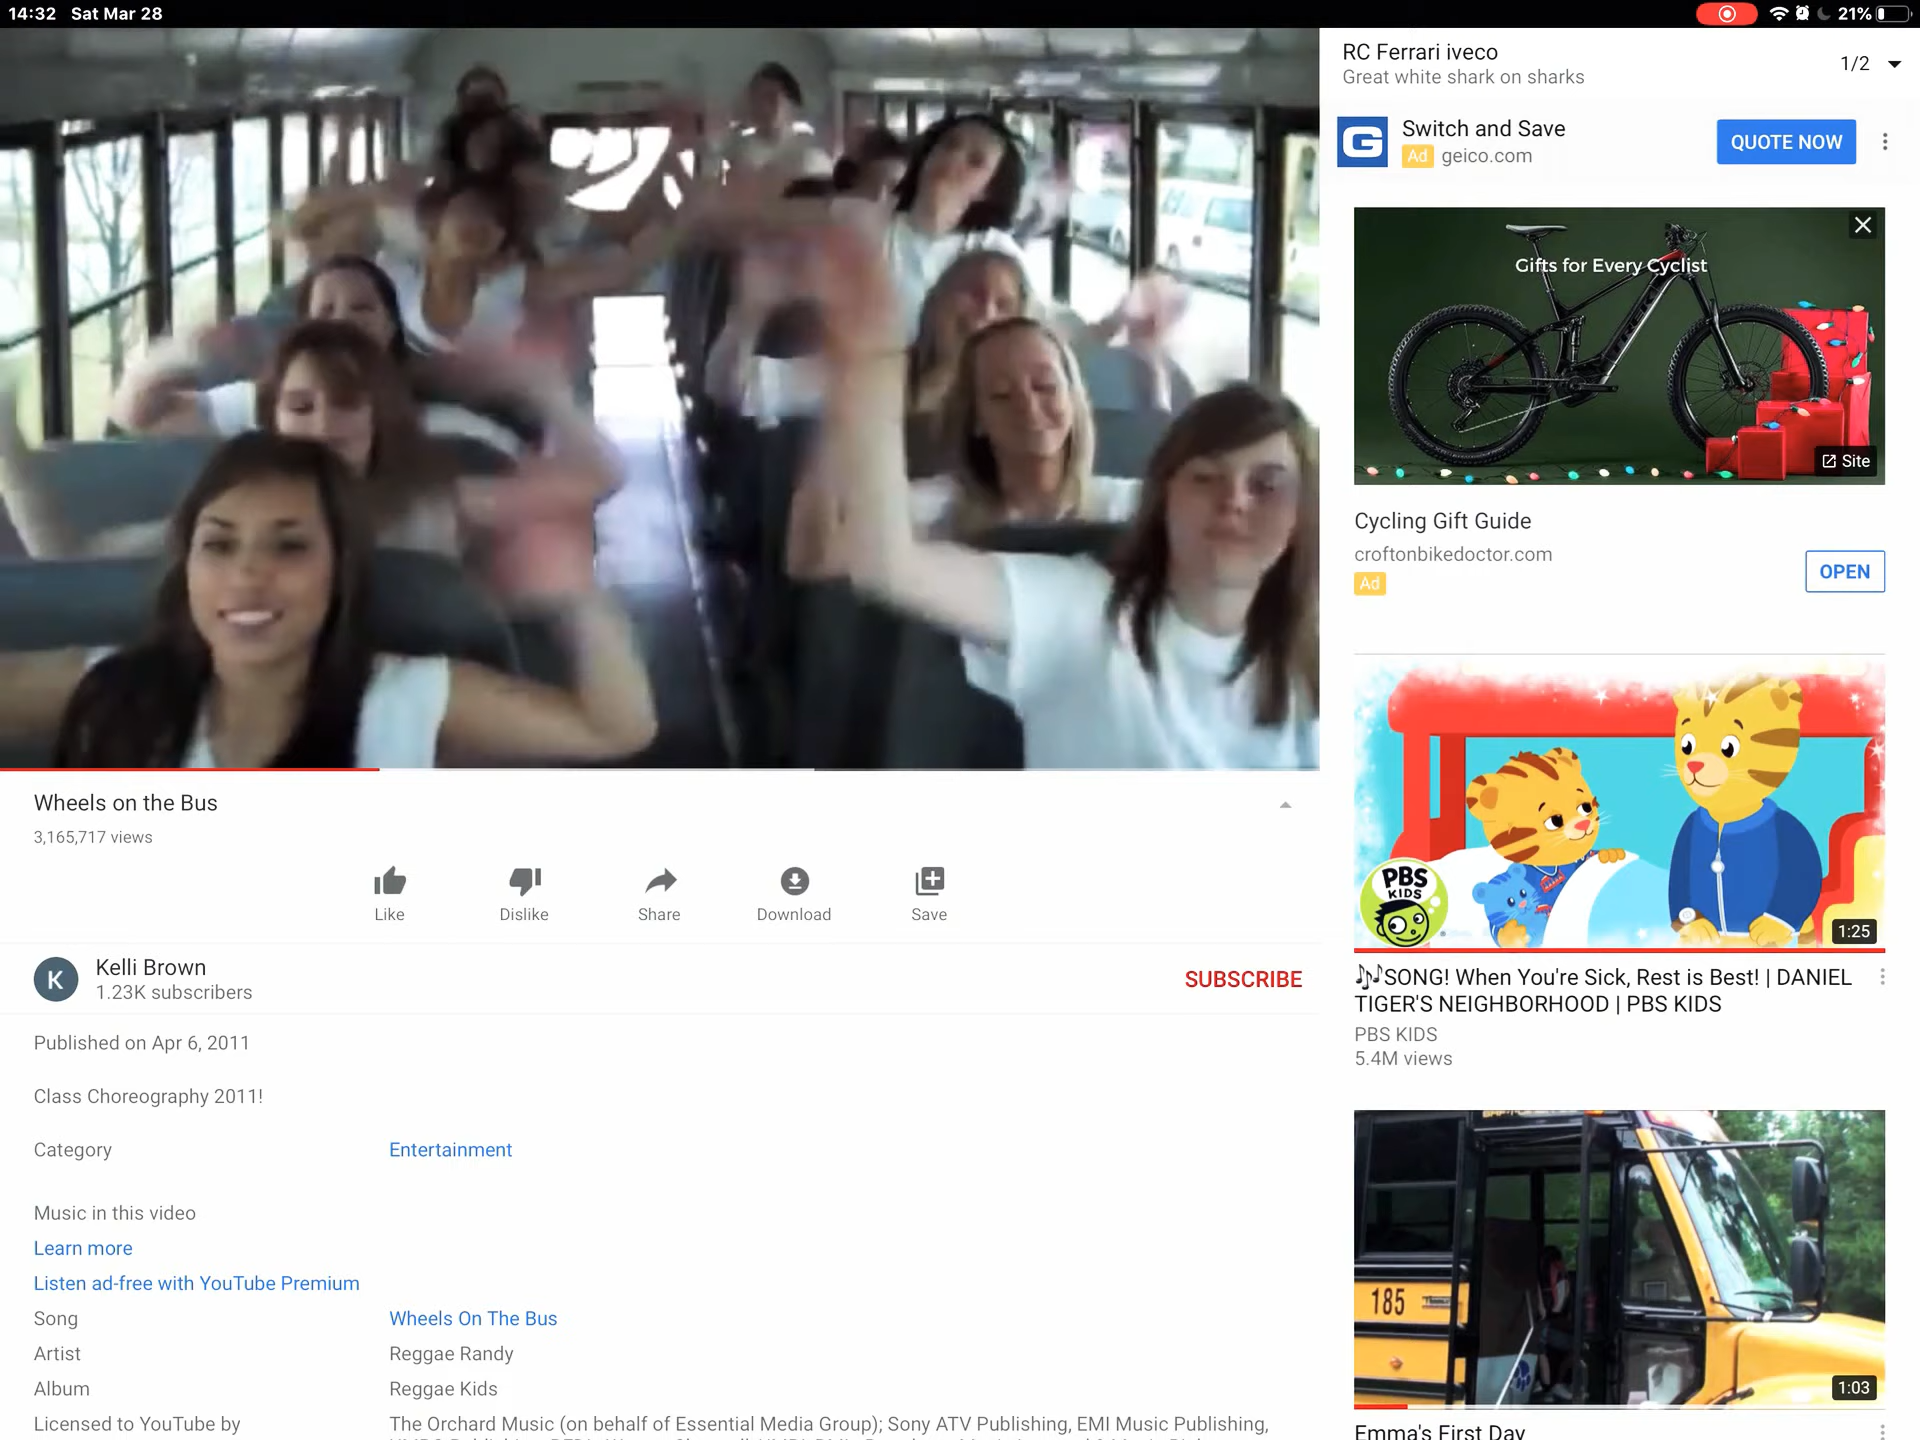 14:32 Sat Mar 28
21%
RC Ferrari iveco
Great white shark on sharks
1/2
G
Switch and Save
Ad geico.com
QUOTE NOW
Gifts for Every Cyclist
TREK
Site
Cycling Gift Guide
croftonbikedoctor.com
Ad
OPEN
Wheels on the Bus
3,165,717 views
Like
Dislike
Share
Download
Save
PBS
KIDS
1:25
K
Kelli Brown
1.23K subscribers
SUBSCRIBE
🎶SONG! When You're Sick, Rest is Best! | DANIEL
TIGER'S NEIGHBORHOOD | PBS KIDS
PBS KIDS
5.4M views
Published on Apr 6, 2011
Class Choreography 2011!
Category
Entertainment
Music in this video
Learn more
Listen ad-free with YouTube Premium
Song
Wheels On The Bus
Artist
Reggae Randy
Album
Reggae Kids
Licensed to YouTube by
The Orchard Music (on behalf of Essential Media Group); Sony ATV Publishing, EMI Music Publishing,
185
1:03
Emma's First Day